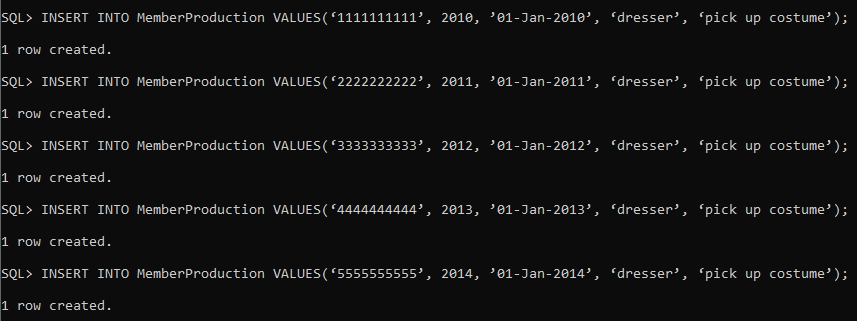 SQL> INSERT INTO MemberProduction VALUES(‘1111111111’, 2010, ’01-Jan-2010’, ‘dresser’, ‘pick up costume’);
1 row created.
SQL> INSERT INTO MemberProduction VALUES(‘2222222222’, 2011, ’01-Jan-2011’, ‘dresser’, ‘pick up costume’);
1 row created.
SQL> INSERT INTO MemberProduction VALUES(‘3333333333’, 2012, ’01-Jan-2012’, ‘dresser’, ‘pick up costume’);
1 row created.
SQL> INSERT INTO MemberProduction VALUES(‘4444444444’, 2013, ’01-Jan-2013’, ‘dresser’, ‘pick up costume’);
1 row created.
SQL> INSERT INTO MemberProduction VALUES(‘5555555555’, 2014, ’01-Jan-2014’, ‘dresser’, ‘pick up costume’);
1 row created.